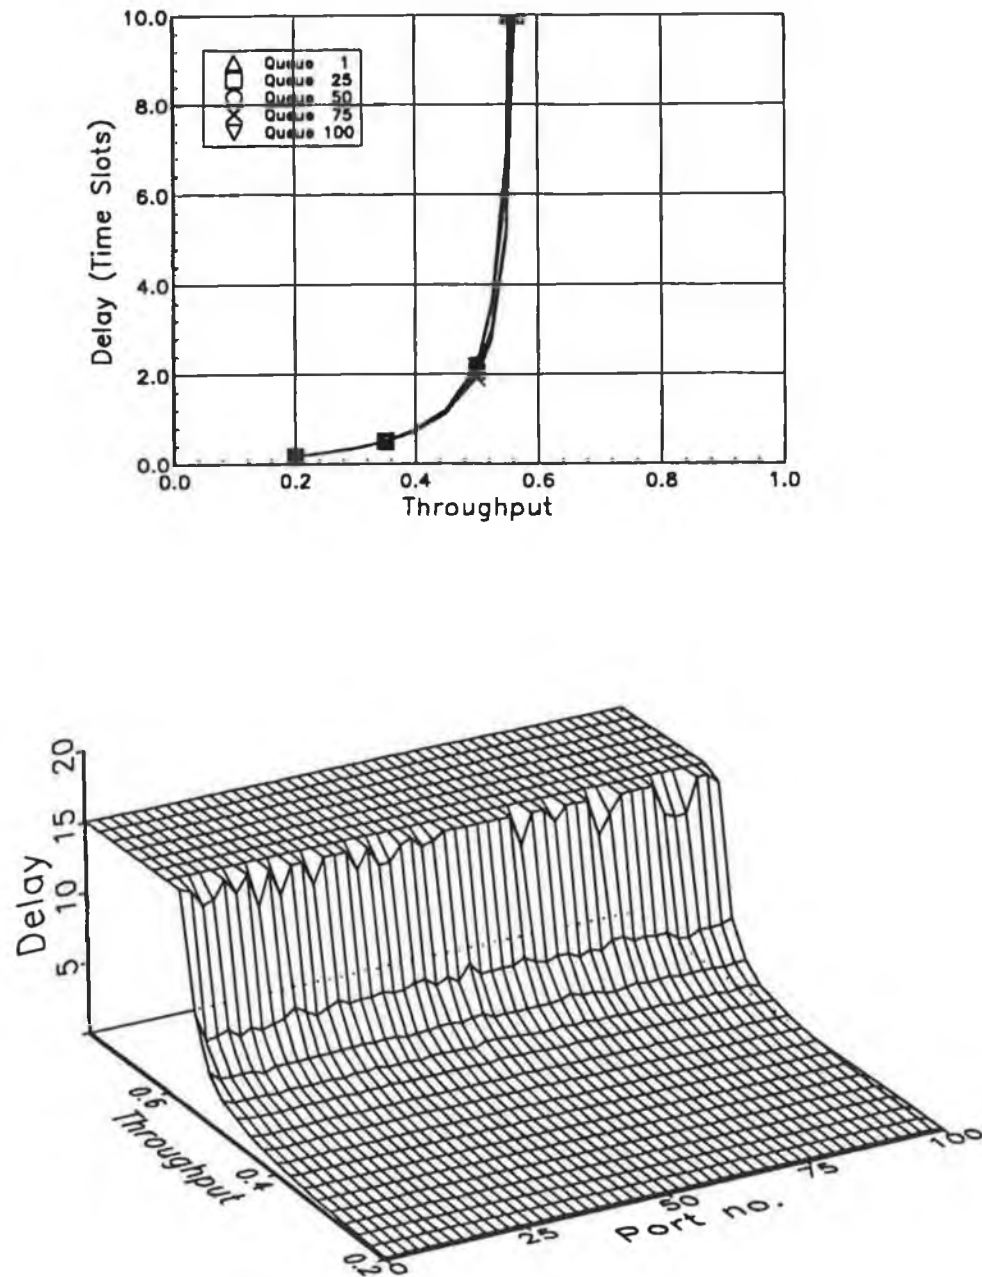 10.0
8.0
6.0
4.0
2.0
0.0
Delay (Time Slots)
Queue 1
Queue 25
Queue 50
Queue 75
Queue 100
0.0 0.2 0.4 0.6 0.8 1.0
Throughput
20
15
10
5
Delay
0.6
0.4
0.2
Throughput
0
25
50
75
100
Port no.